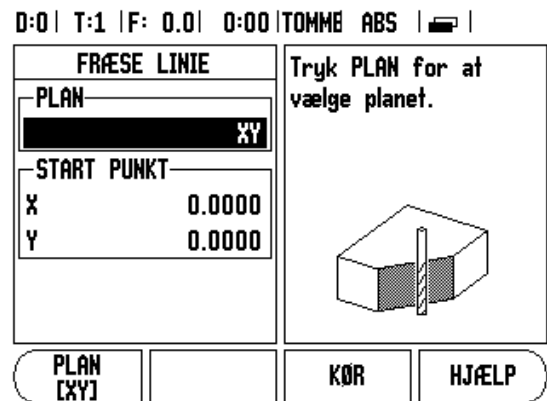 D:0 | T:1 | F: 0.0 | 0:00 | TOMME ABS
FRÆSE LINIE
PLAN
XY
START PUNKT
X 0.0000
Y 0.0000
Tryk PLAN for at
vælge planet.
PLAN
[XY]
KØR
HJÆLP